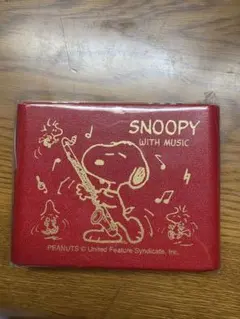 SNOOPY
WITH MUSIC
PEANUTS © United Feature Syndicate, Inc.